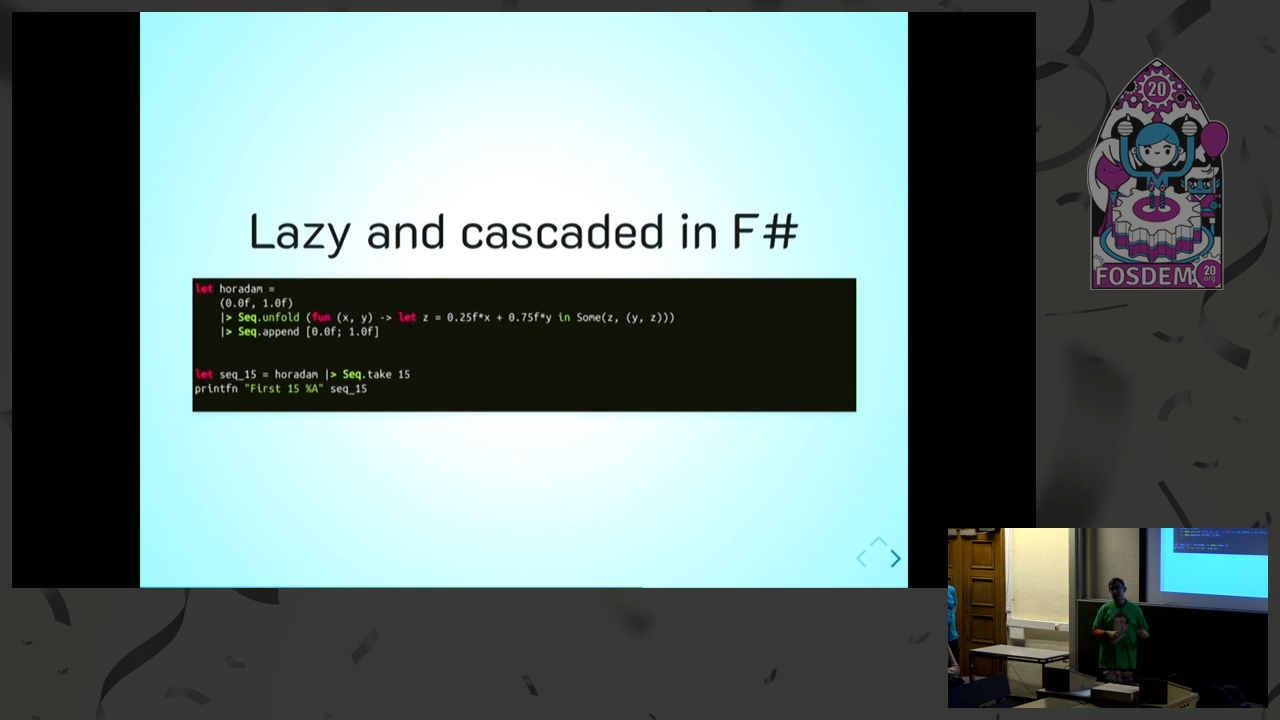 Lazy and cascaded in F#
let horadam =
    (0.0f, 1.0f)
    |> Seq.unfold (fun (x, y) -> let z = 0.25f*x + 0.75f*y in Some(z, (y, z)))
    |> Seq.append [0.0f; 1.0f]
let seq_15 = horadam |> Seq.take 15
printfn "First 15 %A" seq_15
20
FOSDEM
20
.org